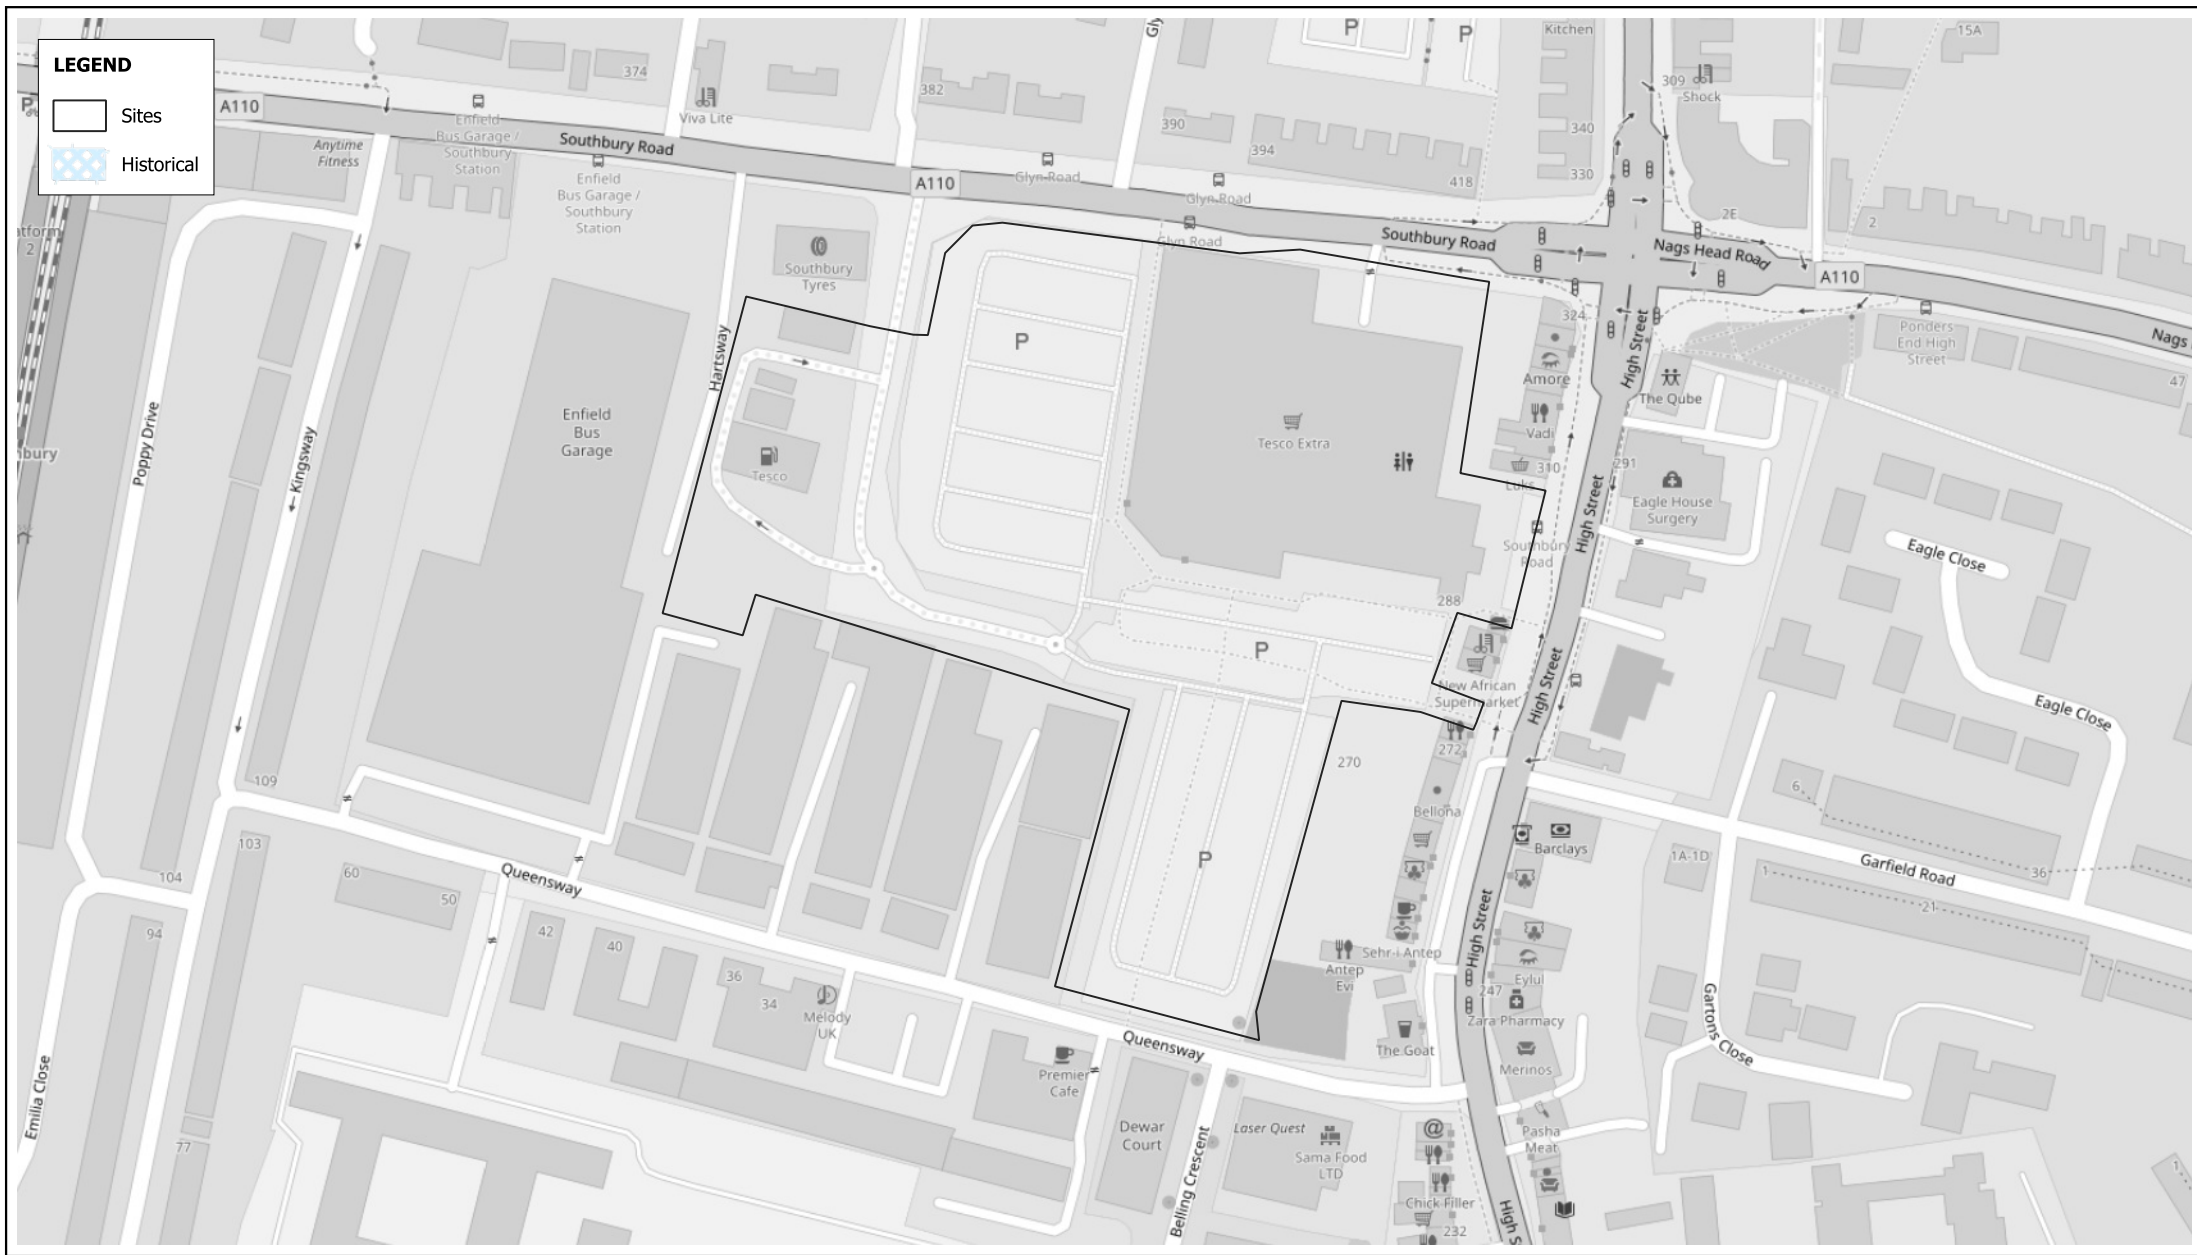 LEGEND
Sites
Historical
A110
374
382
390
394
418
Kitchen
340
330
309
Shock
15A
Viva Lite
Anytime
Fitness
Enfield
Bus Garage /
Southbury
Station
Southbury Road
Enfield
Bus Garage /
Southbury
Station
A110
Glyn Road
Glyn Road
Glyn Road
Southbury Road
Nags Head Road
A110
2E
2
P
P
P
2
Southbury
Tyres
Hartsway
P
Tesco Extra
Tesco
Enfield
Bus
Garage
Poppy Drive
Kingsway
324
Amore
Vadi
310
Luks
High Street
The Qube
Ponders
End High
Street
47
291
Eagle House
Surgery
High Street
Southbury
Road
Eagle Close
Eagle Close
288
P
New African
Supermarket
High Street
272
270
Bellona
Barclays
6
1A-1D
Garfield Road
36
1
21
109
103
104
94
60
50
Queensway
42
40
36
34
Melody
UK
P
Sehr-i Antep
Antep
Evi
High Street
Eylul
247
Zara Pharmacy
The Goat
Merinos
Gartons Close
Queensway
Premier
Cafe
Emilia Close
77
Dewar
Court
Belling Crescent
Laser Quest
Sama Food
LTD
Pasha
Meat
Chick Filler
232
1